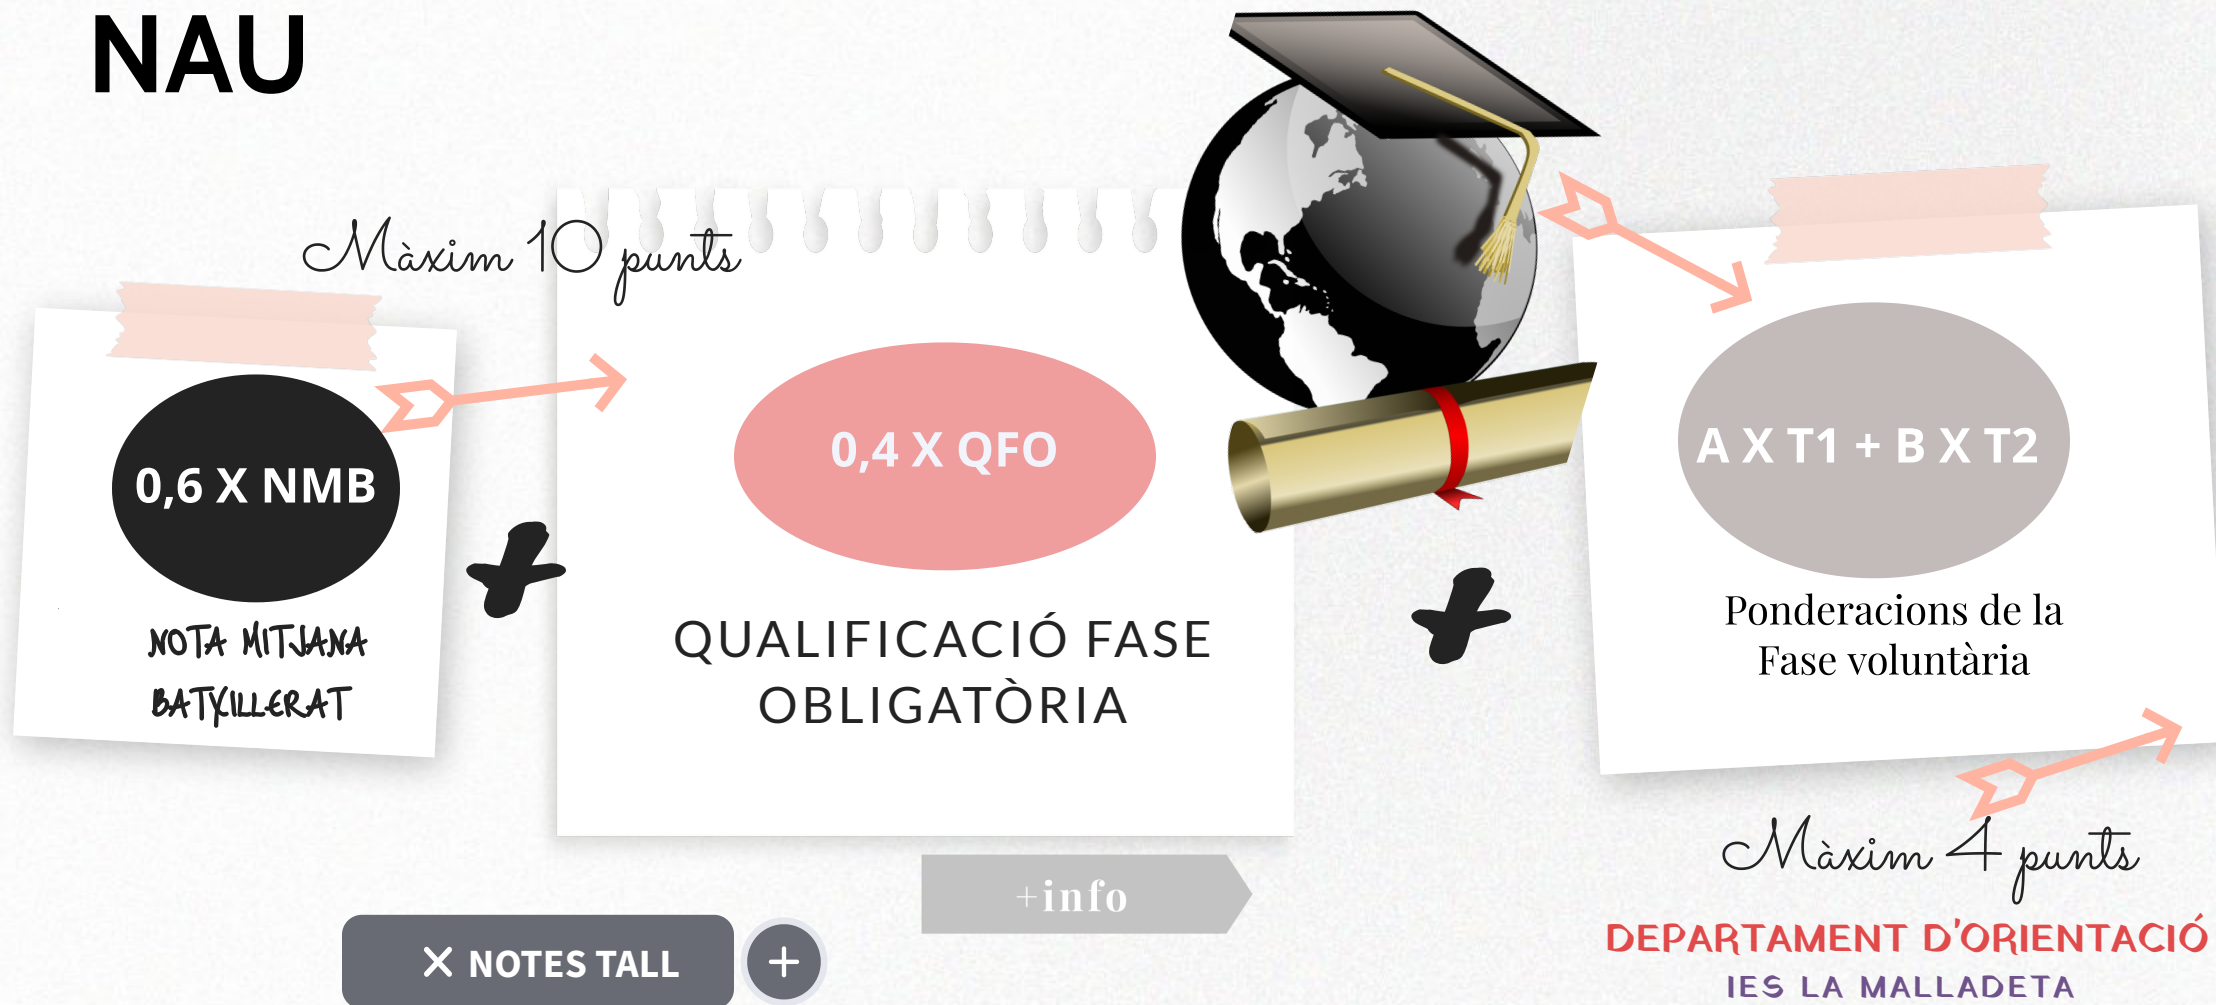 NAU
Màxim 10 punts
0,6 X NMB
NOTA MITJANA
BATXILLERAT
+
0,4 X QFO
QUALIFICACIÓ FASE
OBLIGATÒRIA
+
A X T1 + B X T2
Ponderacions de la
Fase voluntària
Màxim 4 punts
+info
NOTES TALL
DEPARTAMENT D'ORIENTACIÓ
IES LA MALLADETA